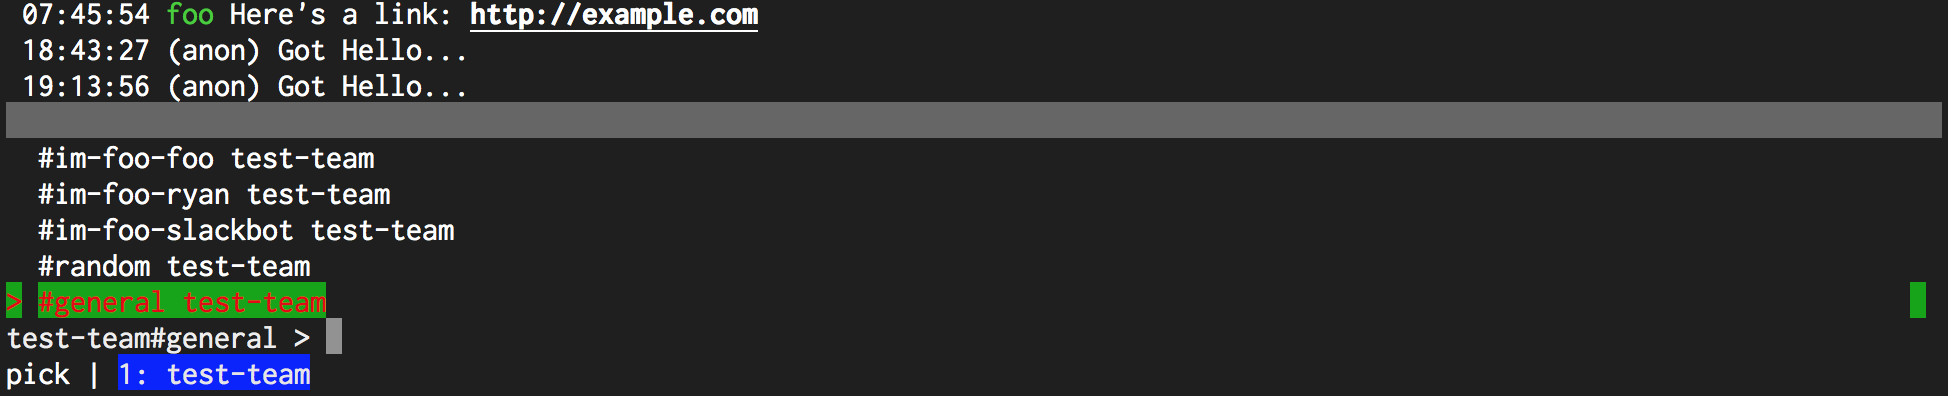 07:45:54 foo Here's a link: http://example.com
18:43:27 (anon) Got Hello...
19:13:56 (anon) Got Hello...
#im-foo-foo test-team
#im-foo-ryan test-team
#im-foo-slackbot test-team
#random test-team
> #general test-team
test-team#general >
pick | 1: test-team